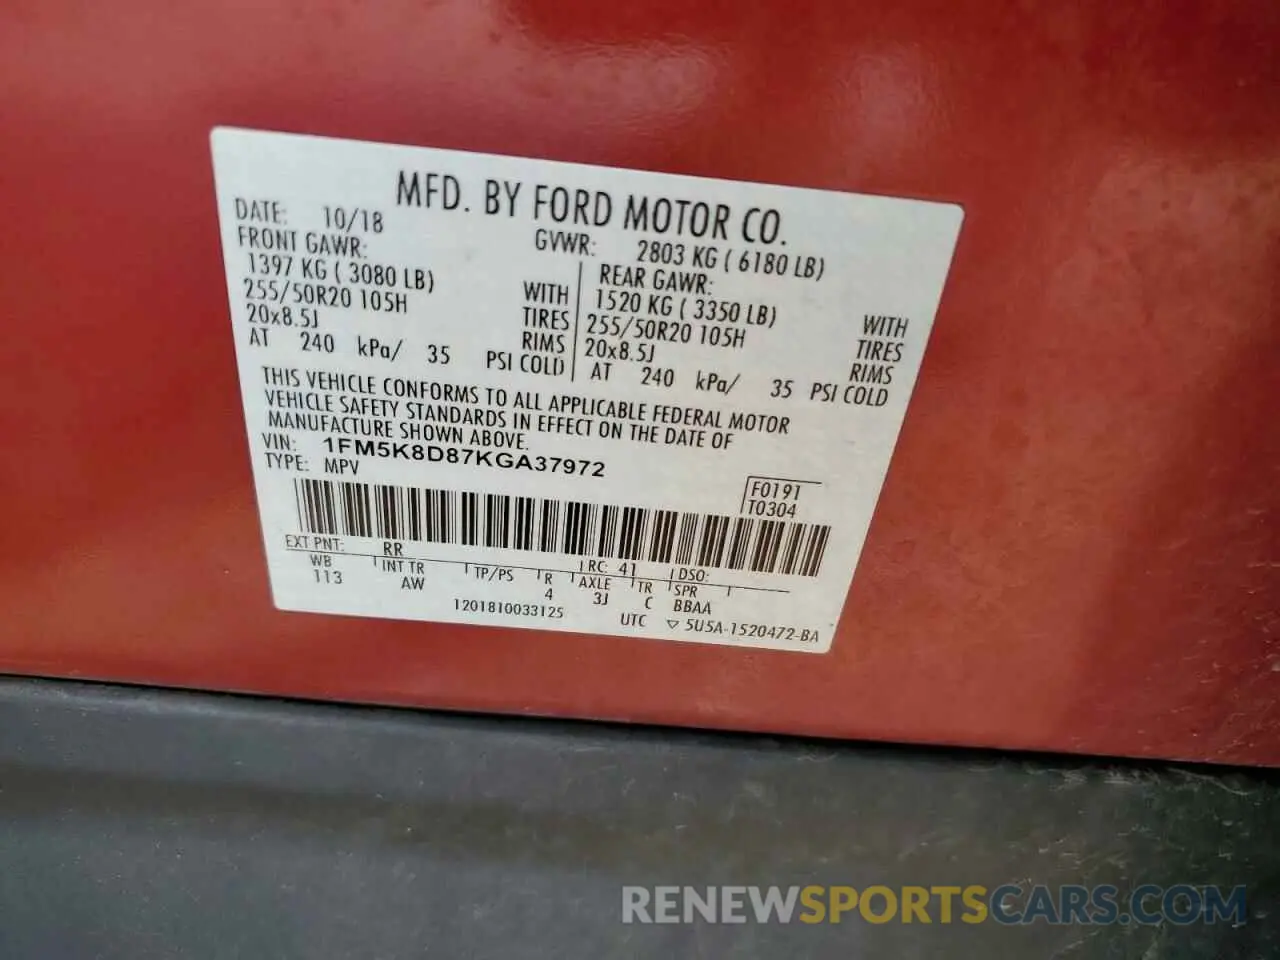 MFD. BY FORD MOTOR CO.
DATE: 10/18 GVWR: 2803 KG ( 6180 LB)
FRONT GAWR: REAR GAWR:
1397 KG ( 3080 LB) WITH 1520 KG ( 3350 LB) WITH
255/50R20 105H TIRES 255/50R20 105H TIRES
20x8.5J RIMS 20x8.5J RIMS
AT 240 kPa/ 35 PSI COLD AT 240 kPa/ 35 PSI COLD
THIS VEHICLE CONFORMS TO ALL APPLICABLE FEDERAL MOTOR
VEHICLE SAFETY STANDARDS IN EFFECT ON THE DATE OF
MANUFACTURE SHOWN ABOVE.
VIN: 1FM5K8D87KGA37972
TYPE: MPV
F0191
T0304
EXT PNT: RR RC: 41 DSO:
WB INT TR TP/PS R AXLE TR SPR
113 AW 4 3J C BBAA
1201810033125 UTC ▽ 5U5A-1520472-BA
RENEWSPORTSCARS.COM